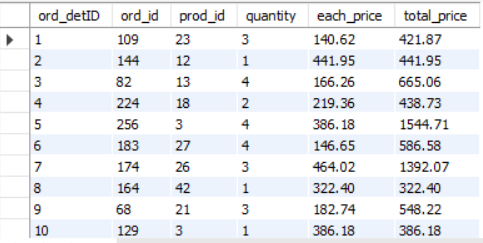 ord_detID ord_id prod_id quantity each_price total_price
1 109 23 3 140.62 421.87
2 144 12 1 441.95 441.95
3 82 13 4 166.26 665.06
4 224 18 2 219.36 438.73
5 256 3 4 386.18 1544.71
6 183 27 4 146.65 586.58
7 174 26 3 464.02 1392.07
8 164 42 1 322.40 322.40
9 68 21 3 182.74 548.22
10 129 3 1 386.18 386.18